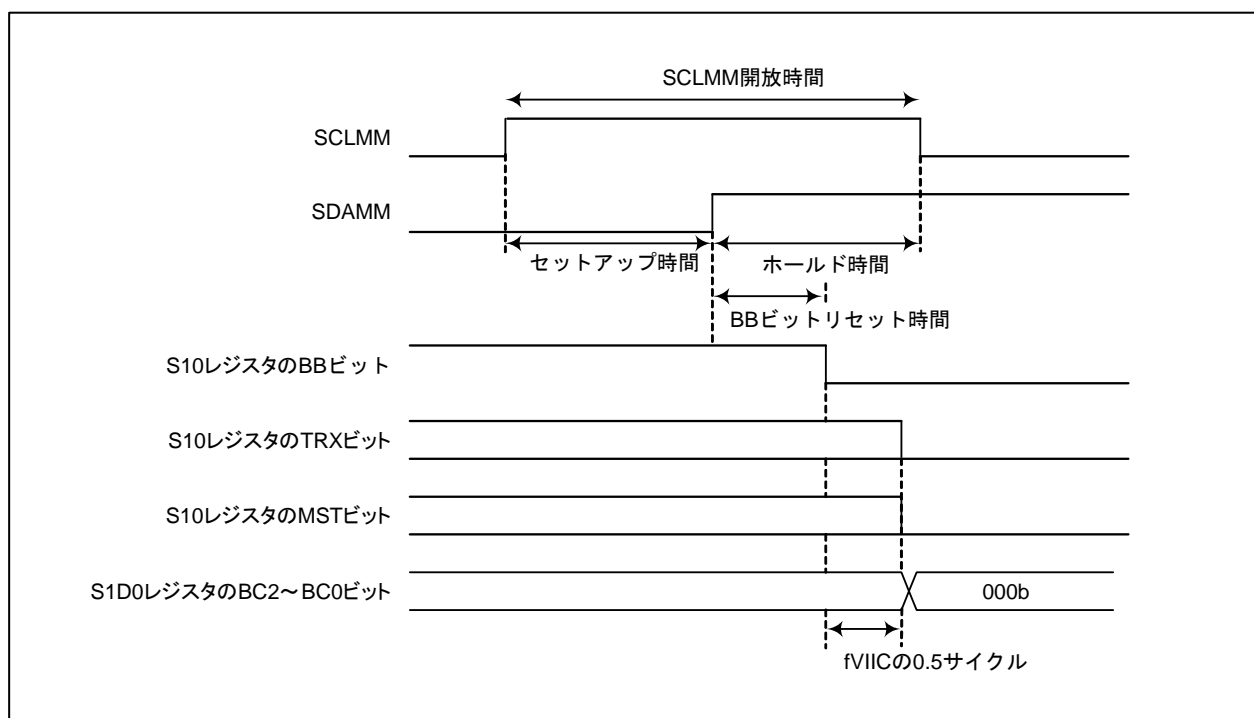 SCLMM開放時間
SCLMM
SDAMM
セットアップ時間
ホールド時間
BBビットリセット時間
S10レジスタのBBビット
S10レジスタのTRXビット
S10レジスタのMSTビット
S1D0レジスタのBC2～BC0ビット
000b
fVIICの0.5サイクル